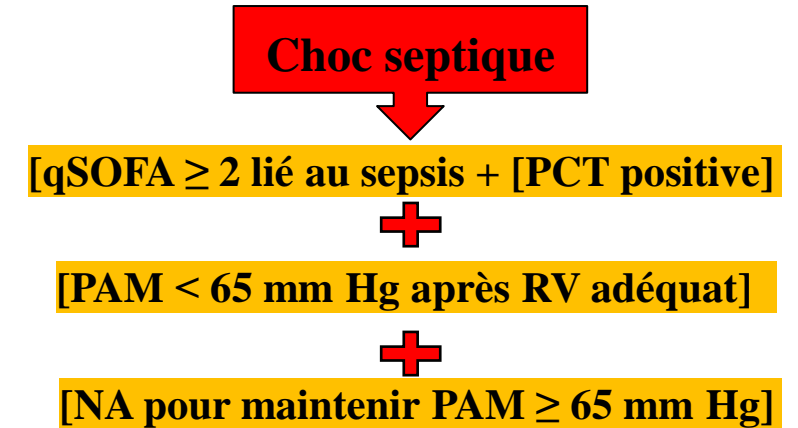 Choc septique
[qSOFA ≥ 2 lié au sepsis + [PCT positive]
[PAM < 65 mm Hg après RV adéquat]
[NA pour maintenir PAM ≥ 65 mm Hg]